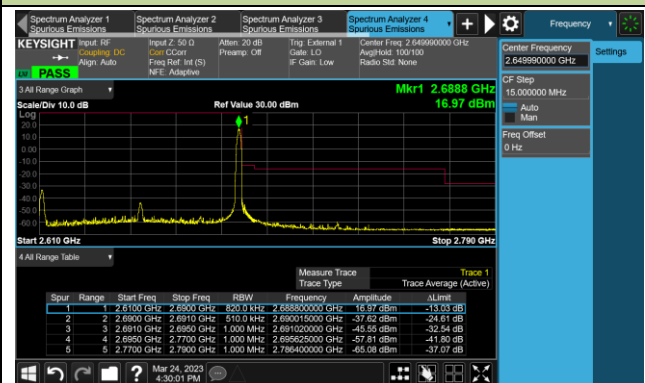 Spectrum Analyzer 1 Spectrum Analyzer 2 Spectrum Analyzer 3 Spectrum Analyzer 4 Frequency
Spurious Emissions Spurious Emissions Spurious Emissions Spurious Emissions
KEYSIGHT Input: RF Input Z: 50 Ω Atten: 20 dB Trig: External 1 Center Freq: 2.649990000 GHz
Coupling: DC Corr CCorr Preamp: Off Gate: LO Avg|Hold: 100/100
Align: Auto Freq Ref: Int (S) IF Gain: Low Radio Std: None
NFE: Adaptive
LXI PASS
Center Frequency Settings
2.649990000 GHz
CF Step
15.000000 MHz
Auto
Man
Freq Offset
0 Hz
3 All Range Graph Mkr1 2.6888 GHz
Scale/Div 10.0 dB Ref Value 30.00 dBm 16.97 dBm
Log
1
20.0
10.0
0.00
-10.0
-20.0
-30.0
-40.0
-50.0
-60.0
Start 2.610 GHz Stop 2.790 GHz
4 All Range Table
Measure Trace Trace 1
Trace Type Trace Average (Active)
Spur Range Start Freq Stop Freq RBW Frequency Amplitude ΔLimit
1 1 2.6100 GHz 2.6900 GHz 820.0 kHz 2.688800000 GHz 16.97 dBm -13.03 dB
2 2 2.6900 GHz 2.6910 GHz 510.0 kHz 2.690015000 GHz -37.62 dBm -24.61 dB
3 3 2.6910 GHz 2.6950 GHz 1.000 MHz 2.691020000 GHz -45.55 dBm -32.54 dB
4 4 2.6950 GHz 2.7700 GHz 1.000 MHz 2.695625000 GHz -57.81 dBm -41.80 dB
5 5 2.7700 GHz 2.7900 GHz 1.000 MHz 2.786400000 GHz -65.08 dBm -37.07 dB
Mar 24, 2023
4:30:01 PM